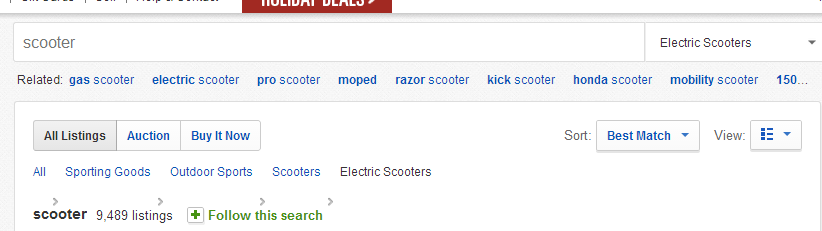 Help & Contact
HOLIDAY DEALS >
scooter
Electric Scooters
Related: gas scooter electric scooter pro scooter moped razor scooter kick scooter honda scooter mobility scooter 150...
All Listings Auction Buy It Now Sort: Best Match View:
All Sporting Goods Outdoor Sports Scooters Electric Scooters
scooter 9,489 listings Follow this search